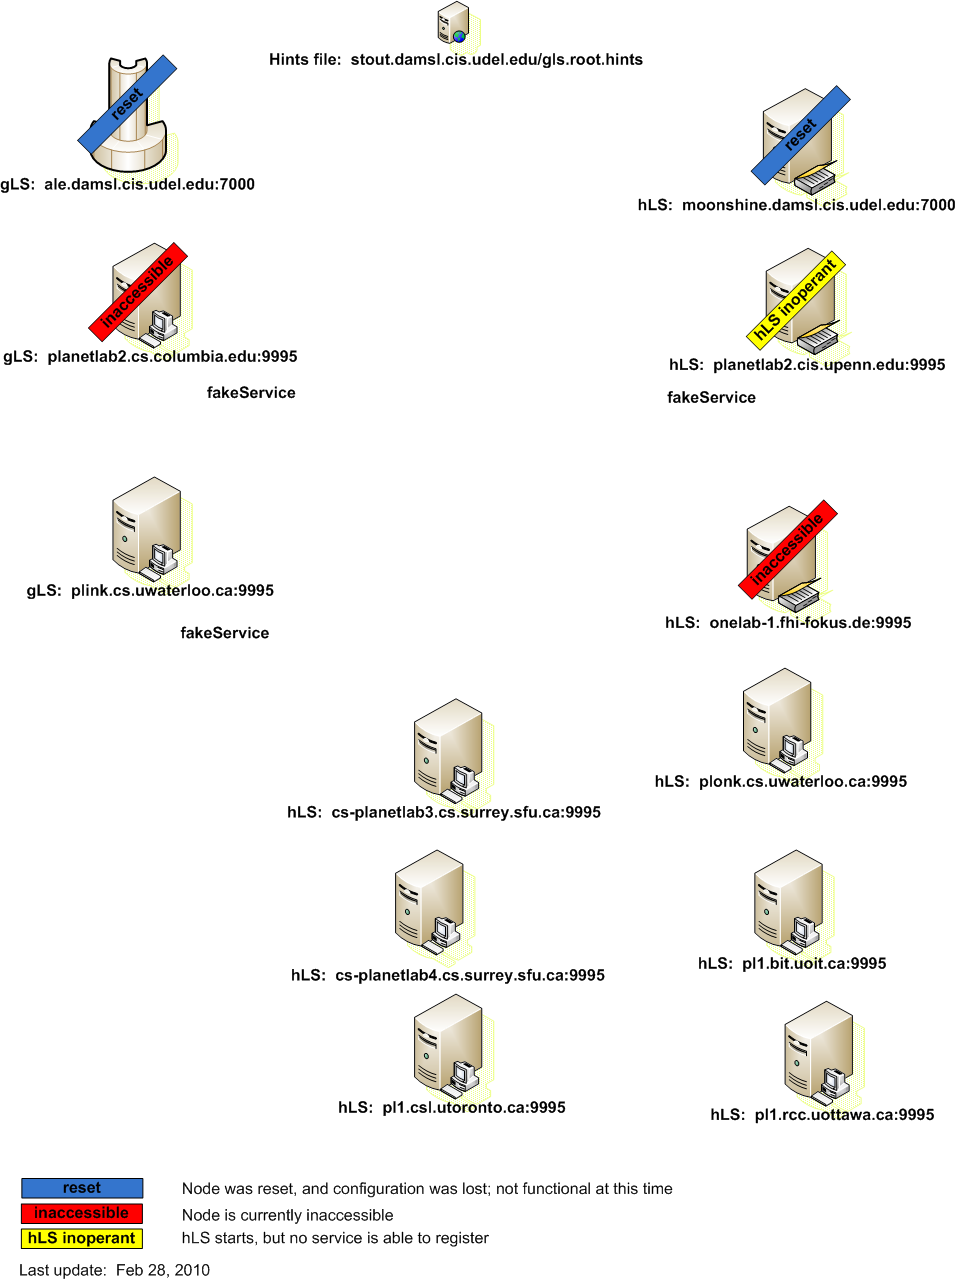 Hints file: stout.damsl.cis.udel.edu/gls.root.hints
reset
gLS: ale.damsl.cis.udel.edu:7000
reset
hLS: moonshine.damsl.cis.udel.edu:7000
inaccessible
gLS: planetlab2.cs.columbia.edu:9995
fakeService
hLS inoperant
hLS: planetlab2.cis.upenn.edu:9995
fakeService
gLS: plink.cs.uwaterloo.ca:9995
fakeService
inaccessible
hLS: onelab-1.fhi-fokus.de:9995
hLS: plonk.cs.uwaterloo.ca:9995
hLS: cs-planetlab3.cs.surrey.sfu.ca:9995
hLS: cs-planetlab4.cs.surrey.sfu.ca:9995
hLS: pl1.bit.uoit.ca:9995
hLS: pl1.csl.utoronto.ca:9995
hLS: pl1.rcc.uottawa.ca:9995
reset Node was reset, and configuration was lost; not functional at this time
inaccessible Node is currently inaccessible
hLS inoperant hLS starts, but no service is able to register
Last update: Feb 28, 2010